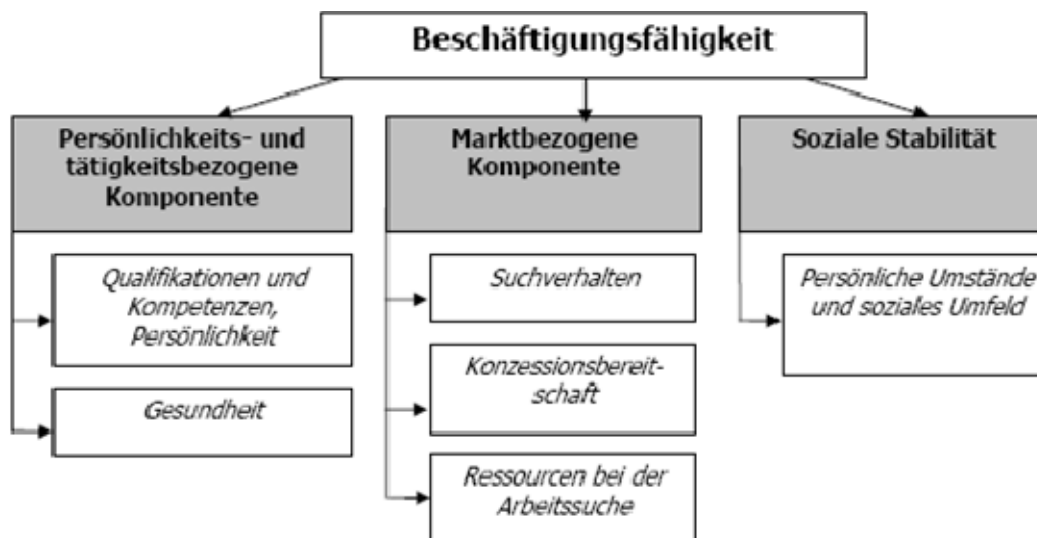 Beschäftigungsfähigkeit
Persönlichkeits- und
tätigkeitsbezogene
Komponente
Qualifikationen und
Kompetenzen,
Persönlichkeit
Gesundheit
Marktbezogene
Komponente
Suchverhalten
Konzessionsbereit-
schaft
Ressourcen bei der
Arbeitssuche
Soziale Stabilität
Persönliche Umstände
und soziales Umfeld